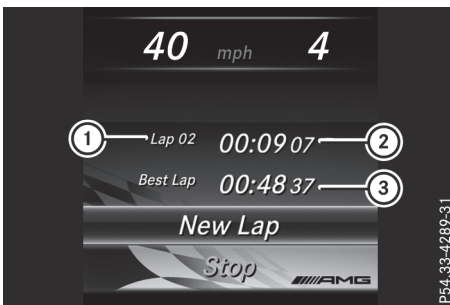 40 mph 4
1 Lap 02 00:09 07 2
Best Lap 00:48 37 3
New Lap
Stop
AMG
P54.33-4289-31